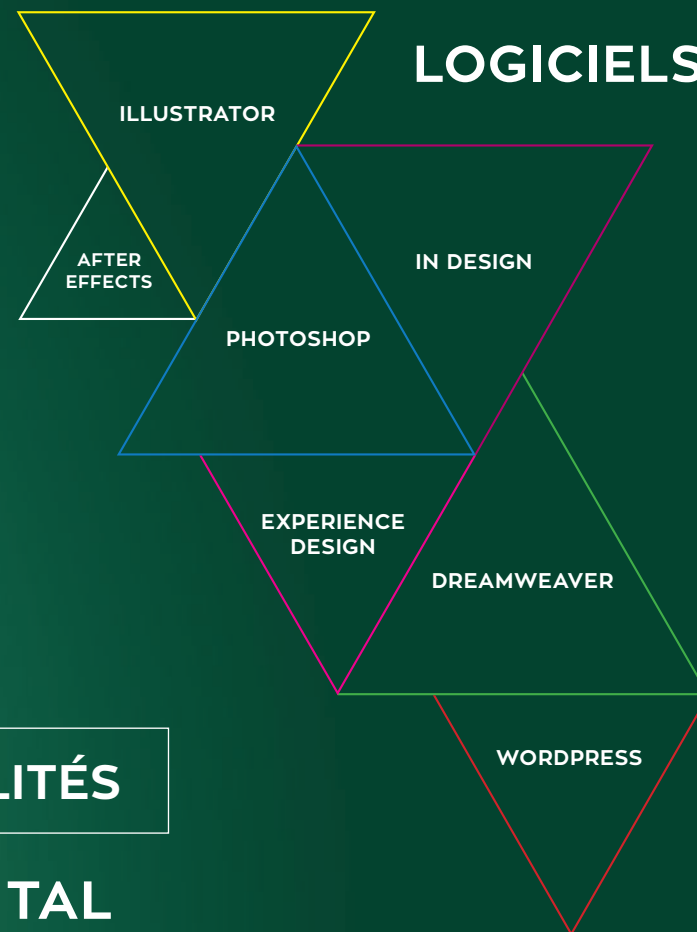 LOGICIELS
ILLUSTRATOR
AFTER
EFFECTS
IN DESIGN
PHOTOSHOP
EXPERIENCE
DESIGN
DREAMWEAVER
WORDPRESS
LITÉS
TAL